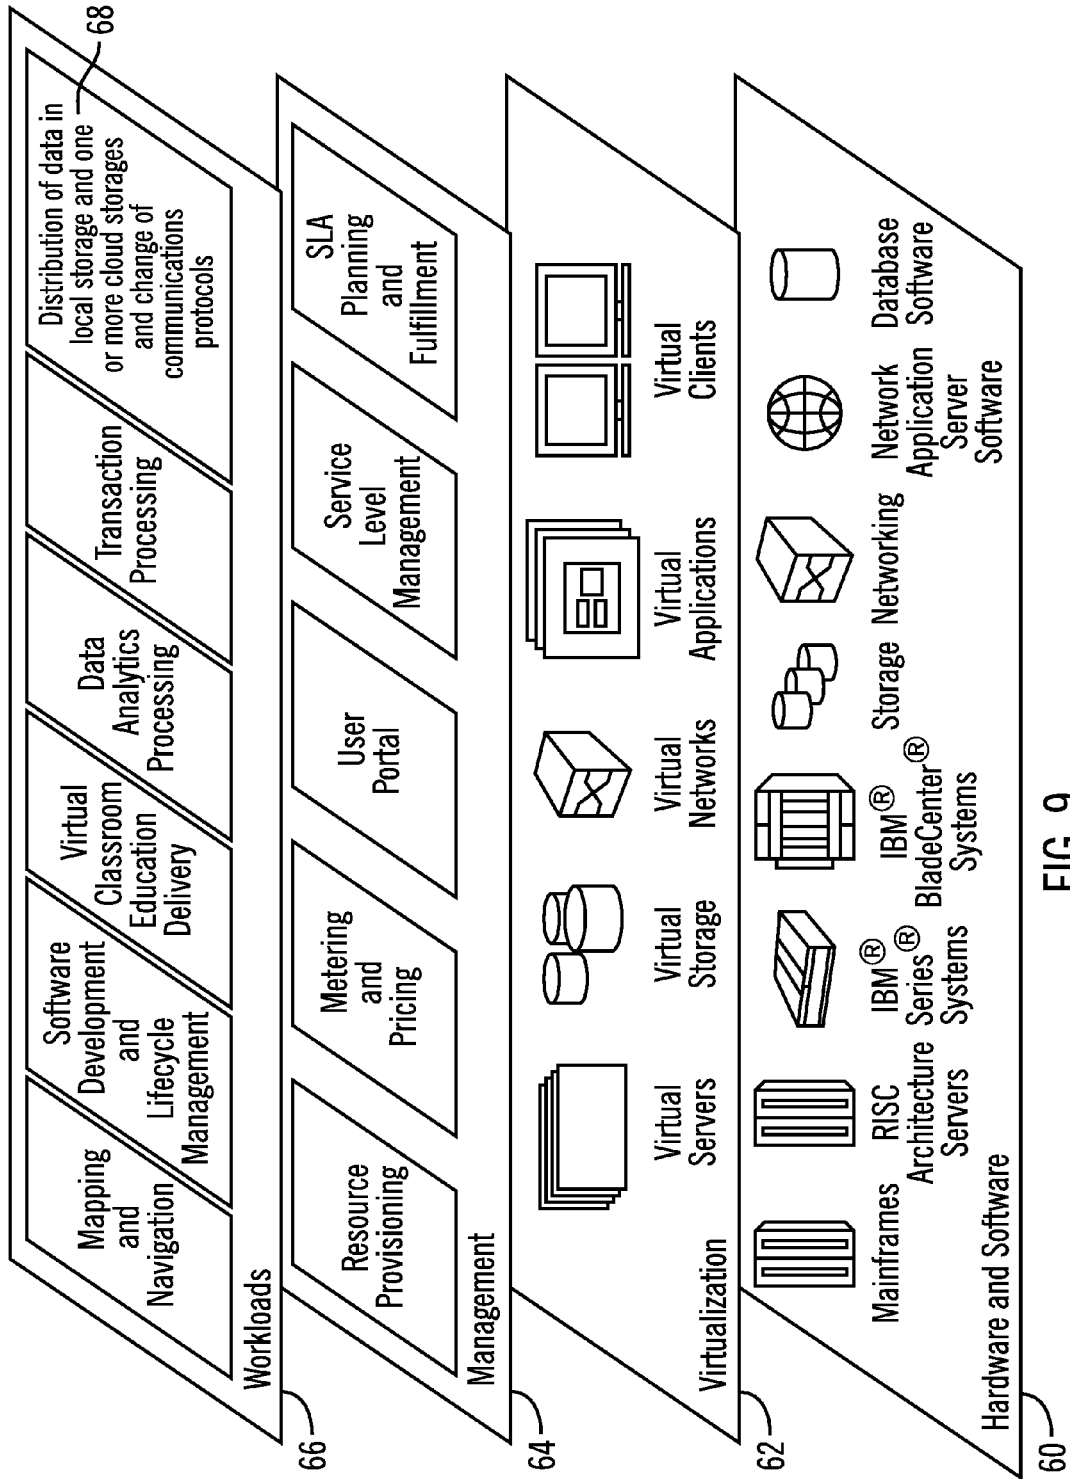 Mapping
and
Navigation
Software
Development
and
Lifecycle
Management
Virtual
Classroom
Education
Delivery
Data
Analytics
Processing
Transaction
Processing
Distribution of data in
local storage and one
or more cloud storages
and change of
communications
protocols
68
Workloads
66
Resource
Provisioning
Metering
and
Pricing
User
Portal
Service
Level
Management
SLA
Planning
and
Fulfillment
Management
64
Virtual
Servers
Virtual
Storage
Virtual
Networks
Virtual
Applications
Virtual
Clients
Virtualization
62
Mainframes
RISC
Architecture
Servers
IBM®
Series®
Systems
IBM®
BladeCenter®
Systems
Storage
Networking
Network
Application
Server
Software
Database
Software
Hardware and Software
60
FIG. 9